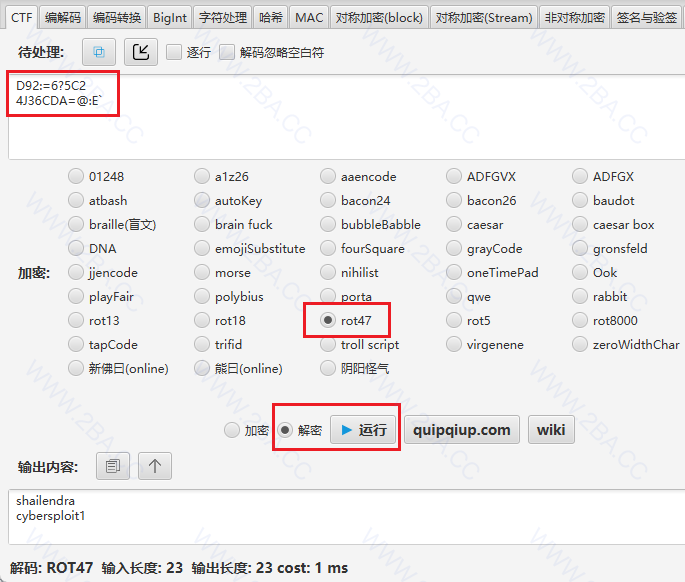 CTF 编解码 编码转换 BigInt 字符处理 哈希 MAC 对称加密(block) 对称加密(Stream) 非对称加密 签名与验签
待处理: 逐行 解码忽略空白符
D92:=6?5C2
4J36CDA=@:E`
01248 a1z26 aaencode ADFGVX ADFGX
atbash autoKey bacon24 bacon26 baudot
braille(盲文) brain fuck bubbleBabble caesar caesar box
DNA emojiSubstitute fourSquare grayCode gronsfeld
加密: jjencode morse nihilist oneTimePad Ook
playFair polybius porta qwe rabbit
rot13 rot18 rot47 rot5 rot8000
tapCode trifid troll script virgenene zeroWidthChar
新佛曰(online) 熊曰(online) 阴阳怪气
加密 解密 运行 quipqiup.com wiki
输出内容:
shailendra
cybersploit1
解码: ROT47 输入长度: 23 输出长度: 23 cost: 1 ms
WWW.2BA.CC